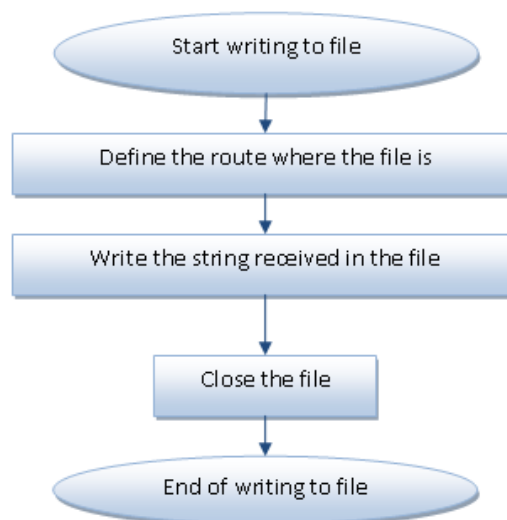 Start writing to file
Define the route where the file is
Write the string received in the file
Close the file
End of writing to file